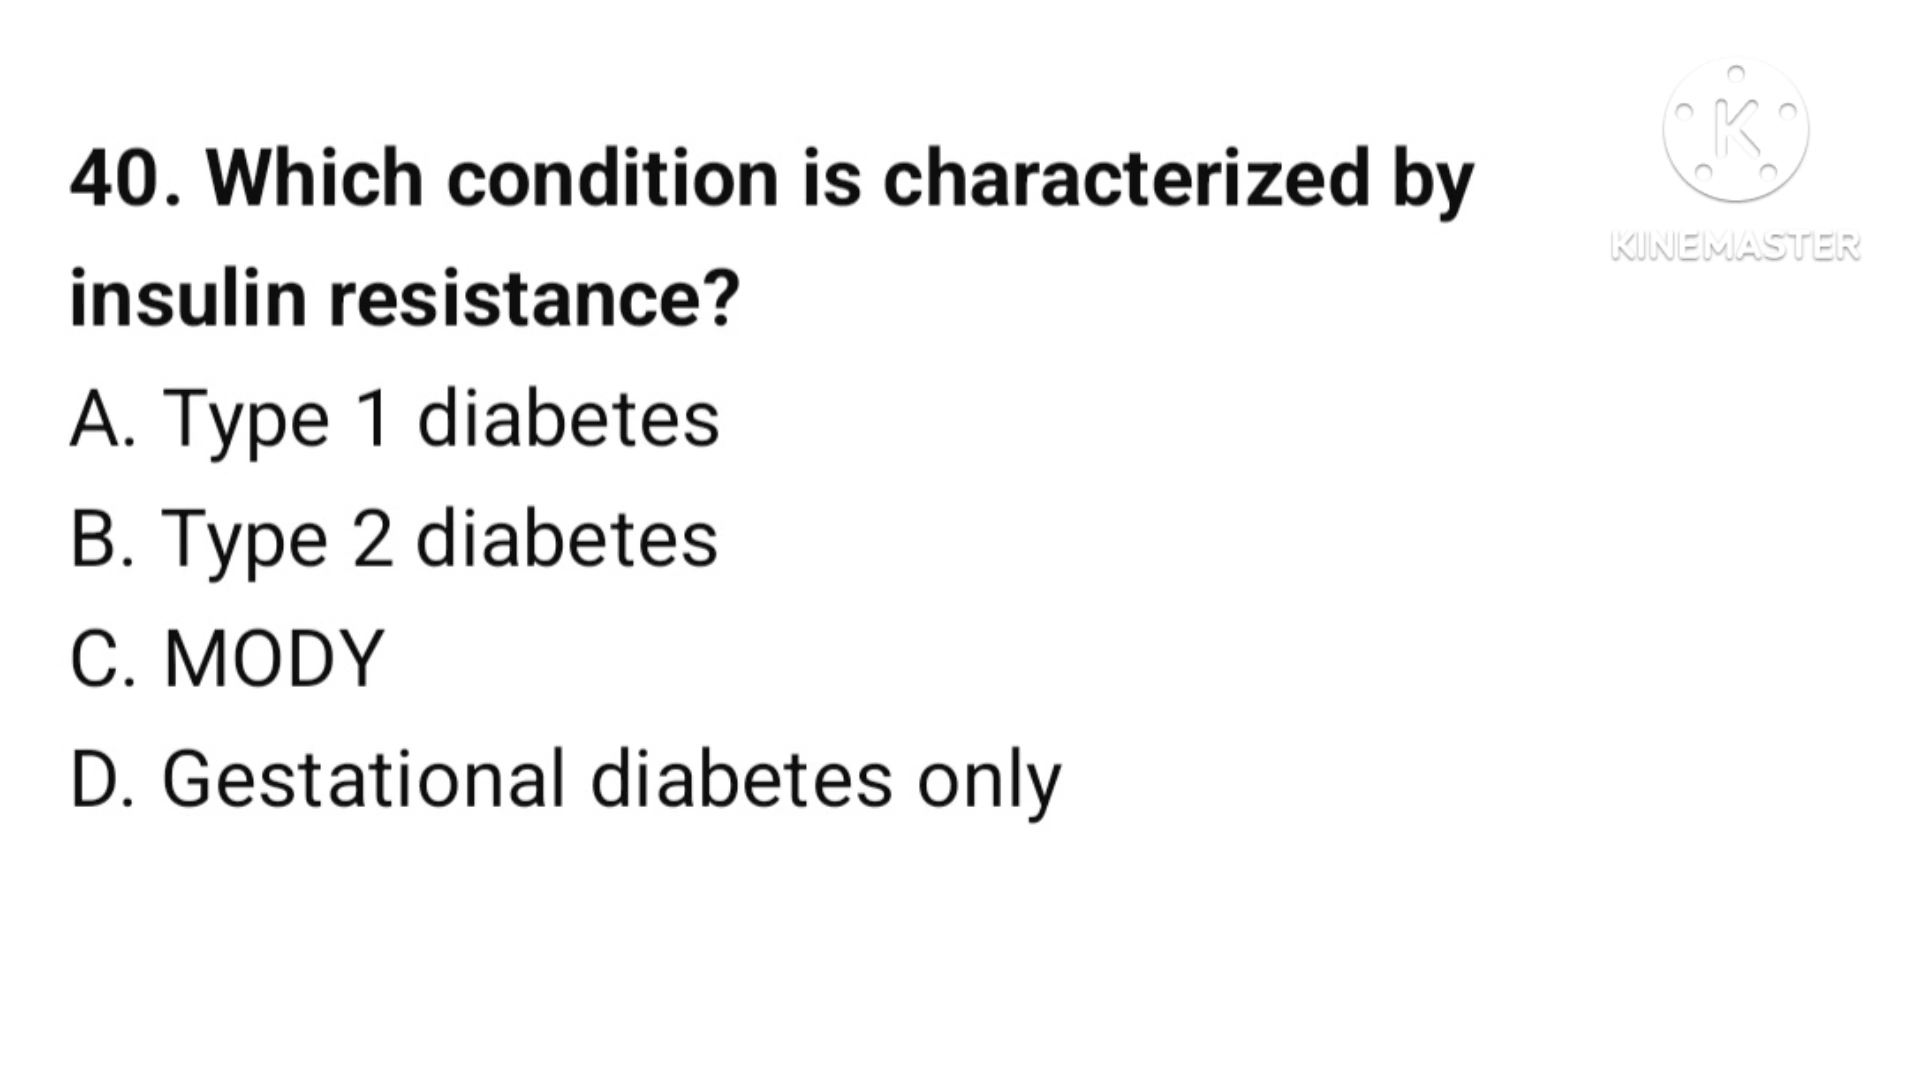 40. Which condition is characterized by
insulin resistance?
A. Type 1 diabetes
B. Type 2 diabetes
C. MODY
D. Gestational diabetes only
K
KINEMASTER